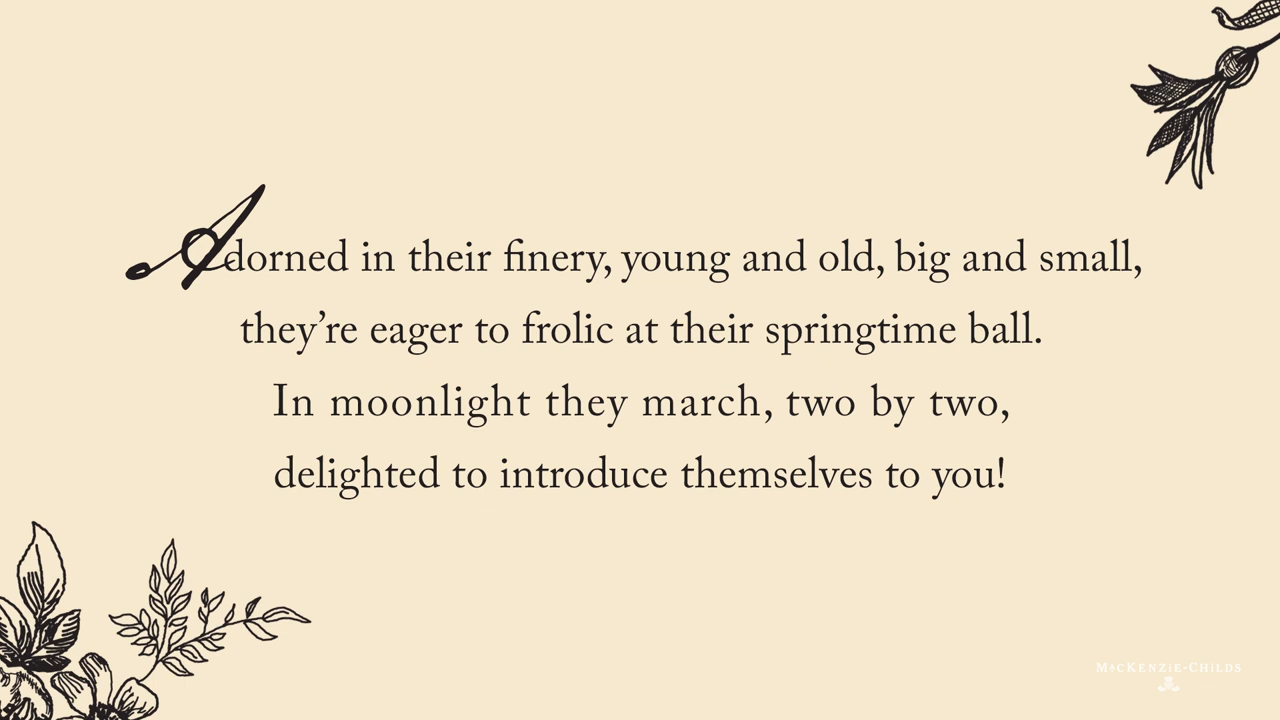 Adorned in their finery, young and old, big and small,
they’re eager to frolic at their springtime ball.
In moonlight they march, two by two,
delighted to introduce themselves to you!
MACKENZIE-CHILDS